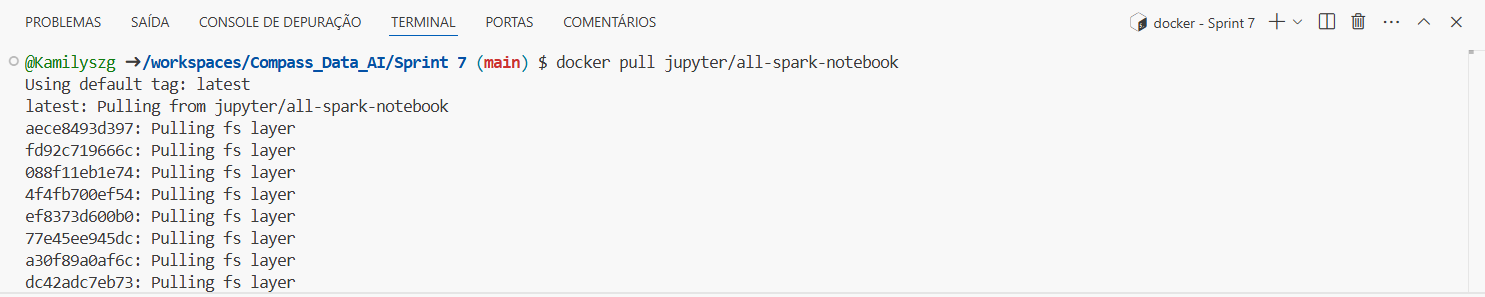 PROBLEMAS SAÍDA CONSOLE DE DEPURAÇÃO TERMINAL PORTAS COMENTÁRIOS docker - Sprint 7
@Kamilyszg ➜/workspaces/Compass_Data_AI/Sprint 7 (main) $ docker pull jupyter/all-spark-notebook
Using default tag: latest
latest: Pulling from jupyter/all-spark-notebook
aece8493d397: Pulling fs layer
fd92c719666c: Pulling fs layer
088f11eb1e74: Pulling fs layer
4f4fb700ef54: Pulling fs layer
ef8373d600b0: Pulling fs layer
77e45ee945dc: Pulling fs layer
a30f89a0af6c: Pulling fs layer
dc42adc7eb73: Pulling fs layer